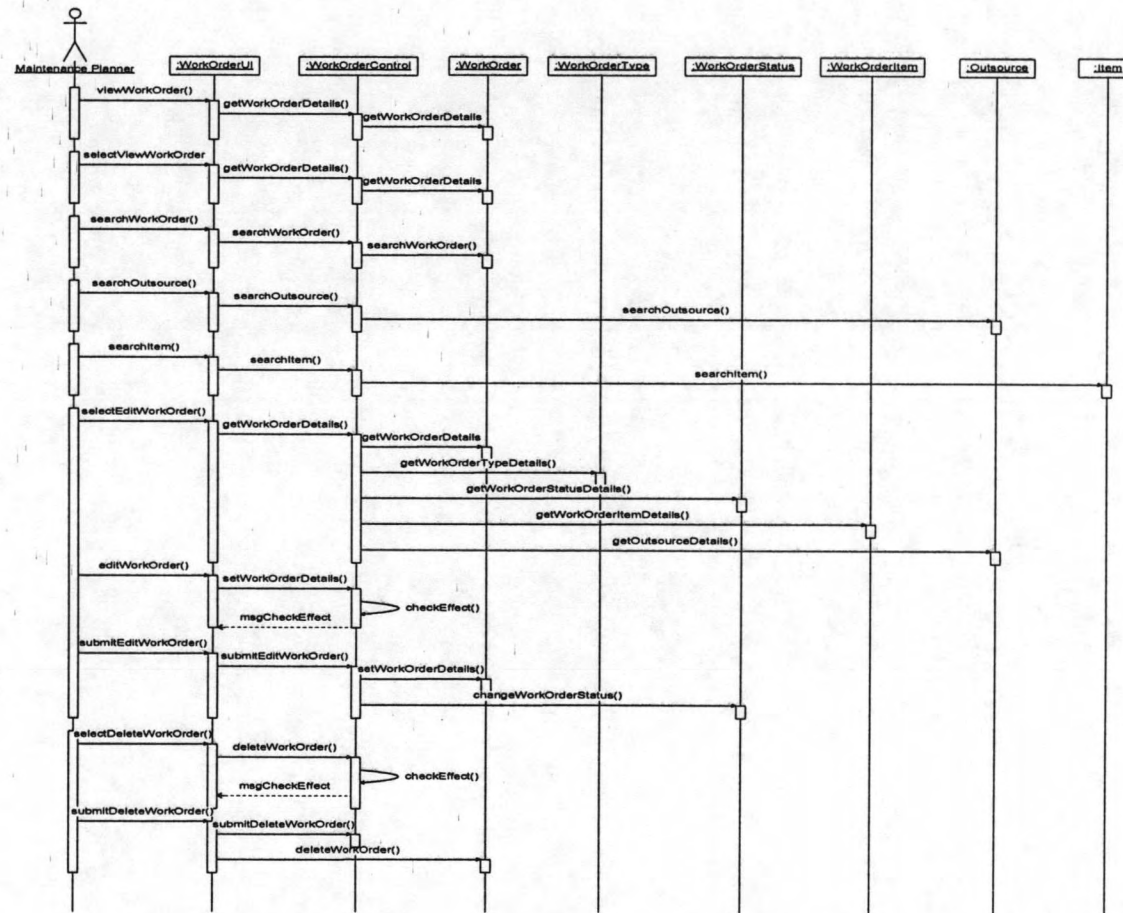 Maintenance Planner
:WorkOrderUI
:WorkOrderControl
:WorkOrder
:WorkOrderType
:WorkOrderStatus
:WorkOrderItem
:Outsource
:Item
viewWorkOrder()
getWorkOrderDetails()
getWorkOrderDetails
selectViewWorkOrder
getWorkOrderDetails()
getWorkOrderDetails
searchWorkOrder()
searchWorkOrder()
searchWorkOrder()
searchOutsource()
searchOutsource()
searchOutsource()
searchItem()
searchItem()
searchItem()
selectEditWorkOrder()
getWorkOrderDetails()
getWorkOrderDetails
getWorkOrderTypeDetails()
getWorkOrderStatusDetails()
getWorkOrderItemDetails()
getOutsourceDetails()
editWorkOrder()
setWorkOrderDetails()
checkEffect()
msgCheckEffect
submitEditWorkOrder()
submitEditWorkOrder()
setWorkOrderDetails()
changeWorkOrderStatus()
selectDeleteWorkOrder()
deleteWorkOrder()
checkEffect()
msgCheckEffect
submitDeleteWorkOrder()
submitDeleteWorkOrder()
deleteWorkOrder()